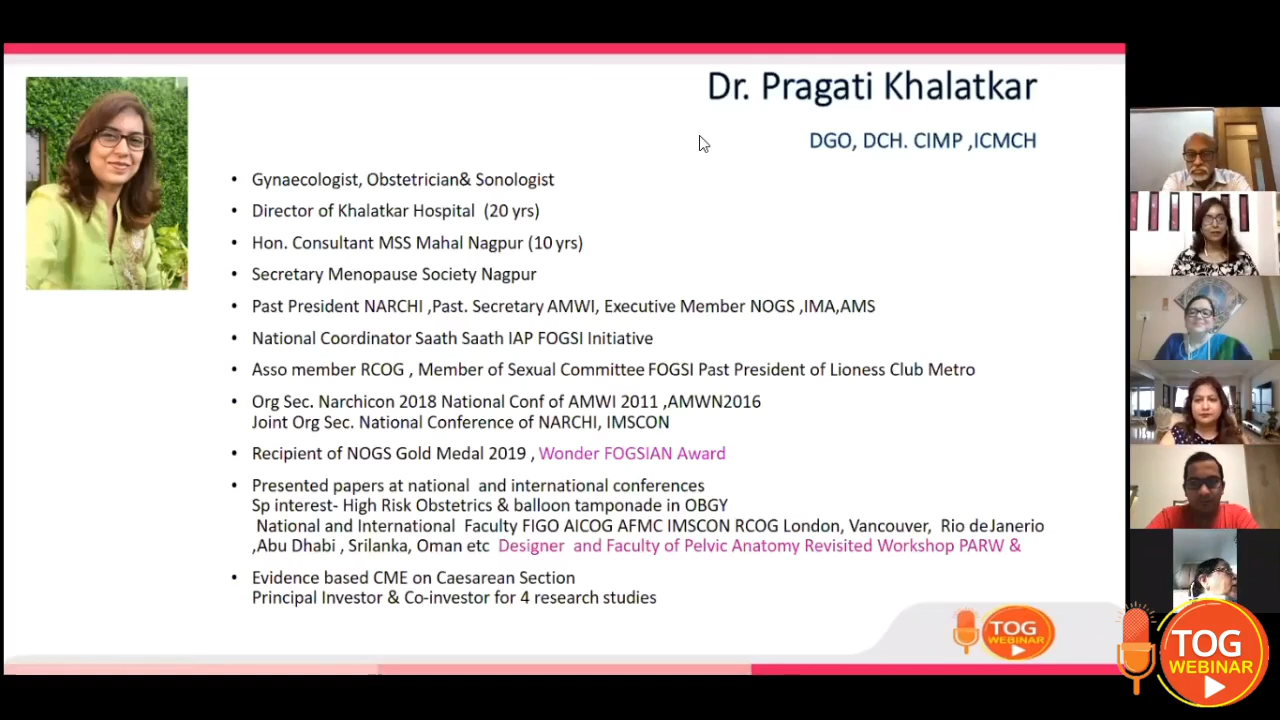 Dr. Pragati Khalatkar
DGO, DCH. CIMP ,ICMCH
• Gynaecologist, Obstetrician& Sonologist
• Director of Khalatkar Hospital (20 yrs)
• Hon. Consultant MSS Mahal Nagpur (10 yrs)
• Secretary Menopause Society Nagpur
• Past President NARCHI ,Past. Secretary AMWI, Executive Member NOGS ,IMA,AMS
• National Coordinator Saath Saath IAP FOGSI Initiative
• Asso member RCOG , Member of Sexual Committee FOGSI Past President of Lioness Club Metro
• Org Sec. Narchicon 2018 National Conf of AMWI 2011 ,AMWN2016
Joint Org Sec. National Conference of NARCHI, IMSCON
• Recipient of NOGS Gold Medal 2019 , Wonder FOGSIAN Award
• Presented papers at national and international conferences
Sp interest- High Risk Obstetrics & balloon tamponade in OBGY
National and International Faculty FIGO AICOG AFMC IMSCON RCOG London, Vancouver, Rio de Janerio
,Abu Dhabi , Srilanka, Oman etc Designer and Faculty of Pelvic Anatomy Revisited Workshop PARW &
• Evidence based CME on Caesarean Section
Principal Investor & Co-investor for 4 research studies
TOG
WEBINAR
TOG
WEBINAR